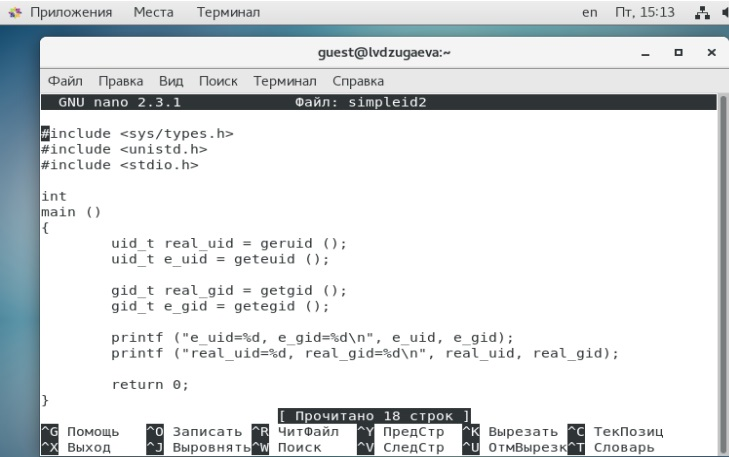 Приложения Места Терминал en Пт, 15:13
guest@lvdzugaeva:~
Файл Правка Вид Поиск Терминал Справка
GNU nano 2.3.1 Файл: simpleid2
#include <sys/types.h>
#include <unistd.h>
#include <stdio.h>
int
main ()
{
uid_t real_uid = geruid ();
uid_t e_uid = geteuid ();
gid_t real_gid = getgid ();
gid_t e_gid = getegid ();
printf ("e_uid=%d, e_gid=%d\n", e_uid, e_gid);
printf ("real_uid=%d, real_gid=%d\n", real_uid, real_gid);
return 0;
}
[ Прочитано 18 строк ]
^G Помощь ^O Записать ^R ЧитФайл ^Y ПредСтр ^K Вырезать ^C ТекПозиц
^X Выход ^J Выровнять ^W Поиск ^V СледСтр ^U ОтмВырезк ^T Словарь